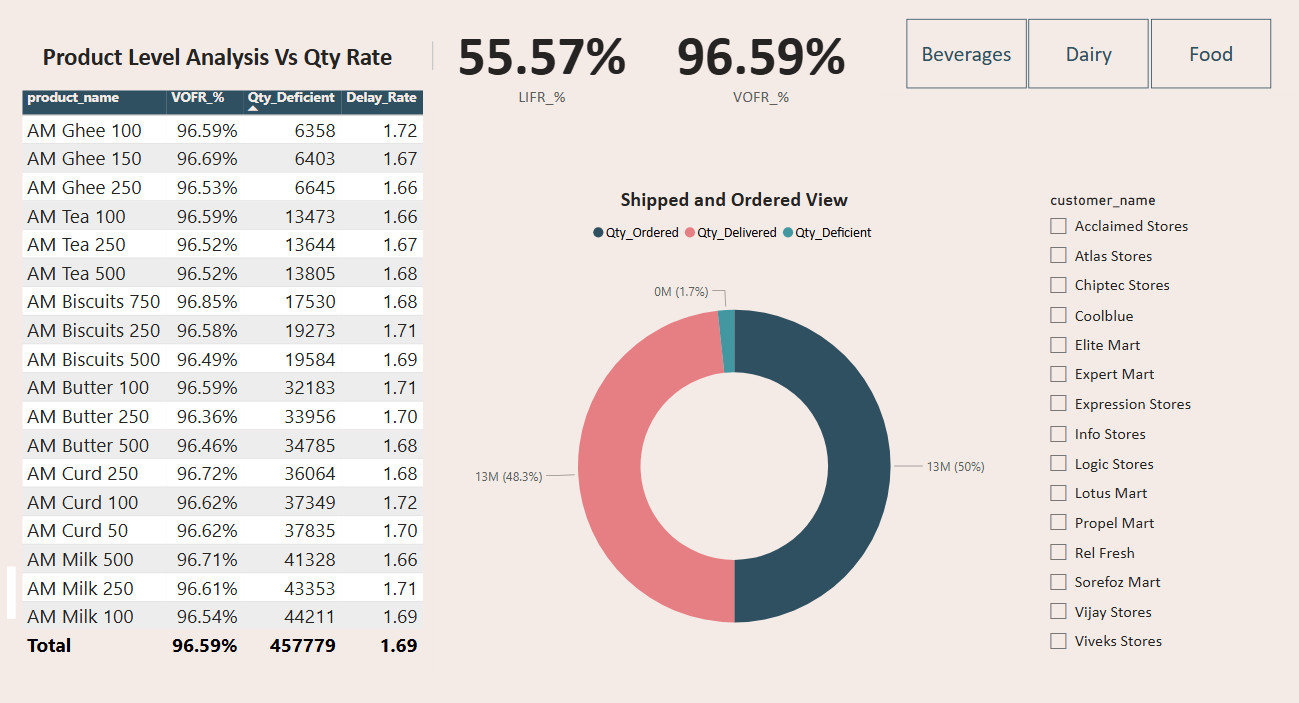 Product Level Analysis Vs Qty Rate
product_name VOFR_% Qty_Deficient Delay_Rate
AM Ghee 100 96.59% 6358 1.72
AM Ghee 150 96.69% 6403 1.67
AM Ghee 250 96.53% 6645 1.66
AM Tea 100 96.59% 13473 1.66
AM Tea 250 96.52% 13644 1.67
AM Tea 500 96.52% 13805 1.68
AM Biscuits 750 96.85% 17530 1.68
AM Biscuits 250 96.58% 19273 1.71
AM Biscuits 500 96.49% 19584 1.69
AM Butter 100 96.59% 32183 1.71
AM Butter 250 96.36% 33956 1.70
AM Butter 500 96.46% 34785 1.68
AM Curd 250 96.72% 36064 1.68
AM Curd 100 96.62% 37349 1.72
AM Curd 50 96.62% 37835 1.70
AM Milk 500 96.71% 41328 1.66
AM Milk 250 96.61% 43353 1.71
AM Milk 100 96.54% 44211 1.69
Total 96.59% 457779 1.69
55.57% 96.59%
LIFR_% VOFR_%
Beverages Dairy Food
Shipped and Ordered View
Qty_Ordered Qty_Delivered Qty_Deficient
0M (1.7%)
13M (48.3%)
13M (50%)
customer_name
Acclaimed Stores
Atlas Stores
Chiptec Stores
Coolblue
Elite Mart
Expert Mart
Expression Stores
Info Stores
Logic Stores
Lotus Mart
Propel Mart
Rel Fresh
Sorefoz Mart
Vijay Stores
Viveks Stores